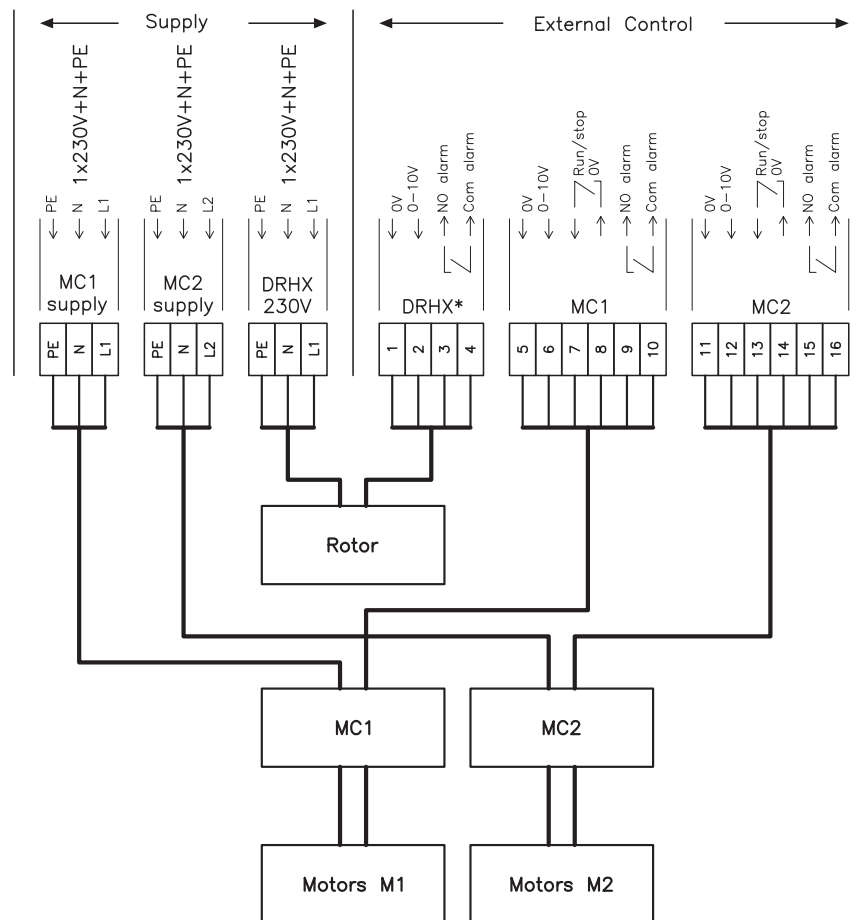 Supply
External Control
1x230V+N+PE
1x230V+N+PE
1x230V+N+PE
PE
N
L1
PE
N
L2
PE
N
L1
0V
0-10V
NO alarm
Com alarm
0V
0-10V
Run/stop
0V
NO alarm
Com alarm
0V
0-10V
Run/stop
0V
NO alarm
Com alarm
MC1
supply
MC2
supply
DRHX
230V
DRHX*
MC1
MC2
PE
N
L1
PE
N
L2
PE
N
L1
1
2
3
4
5
6
7
8
9
10
11
12
13
14
15
16
Rotor
MC1
MC2
Motors M1
Motors M2